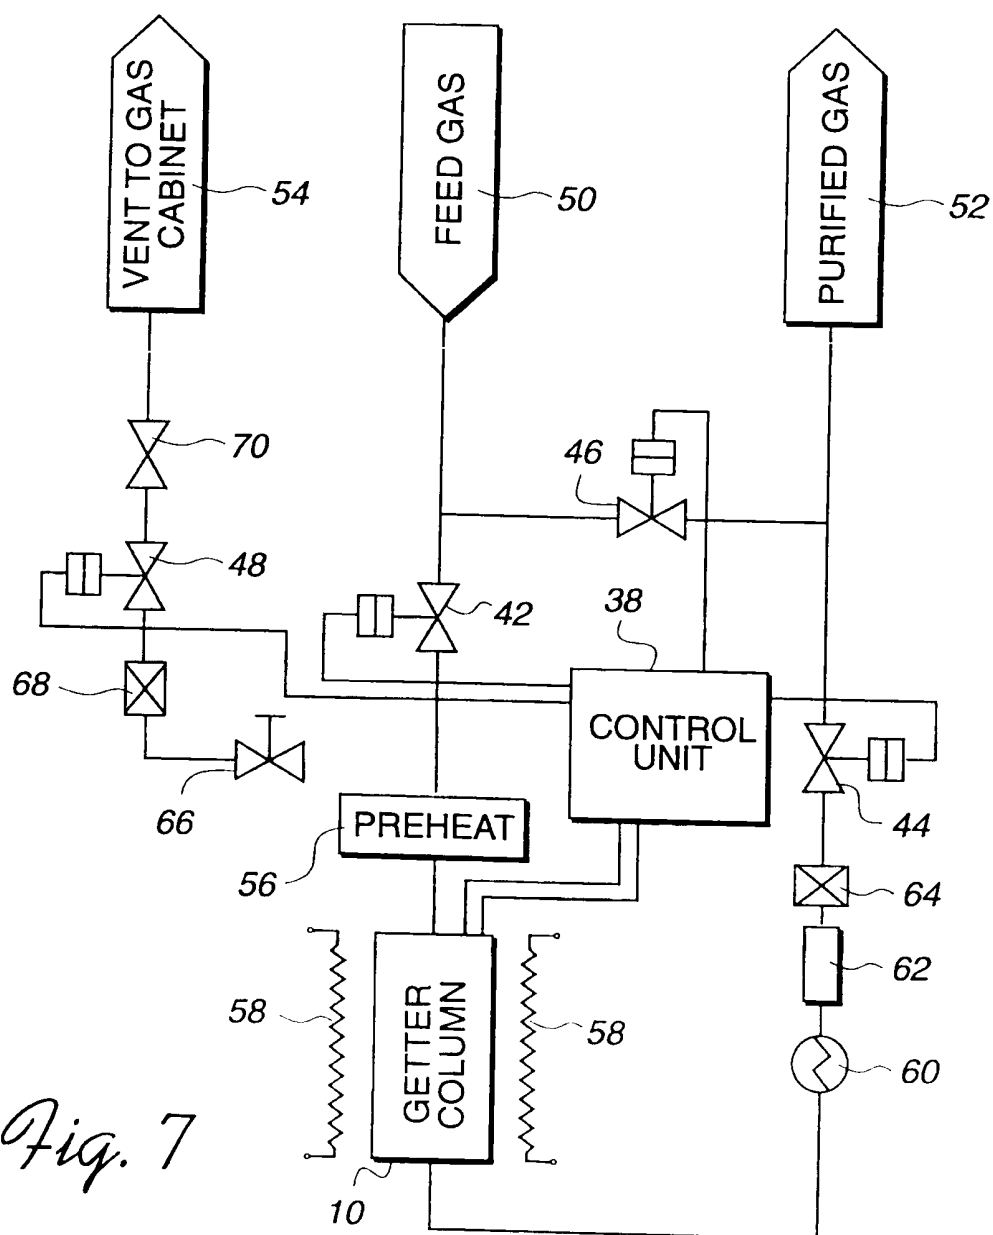 VENT TO GAS
CABINET
54
FEED GAS
50
PURIFIED GAS
52
70
46
48
42
38
68
CONTROL
UNIT
66
44
PREHEAT
56
64
62
58
GETTER
COLUMN
58
60
Fig. 7
10